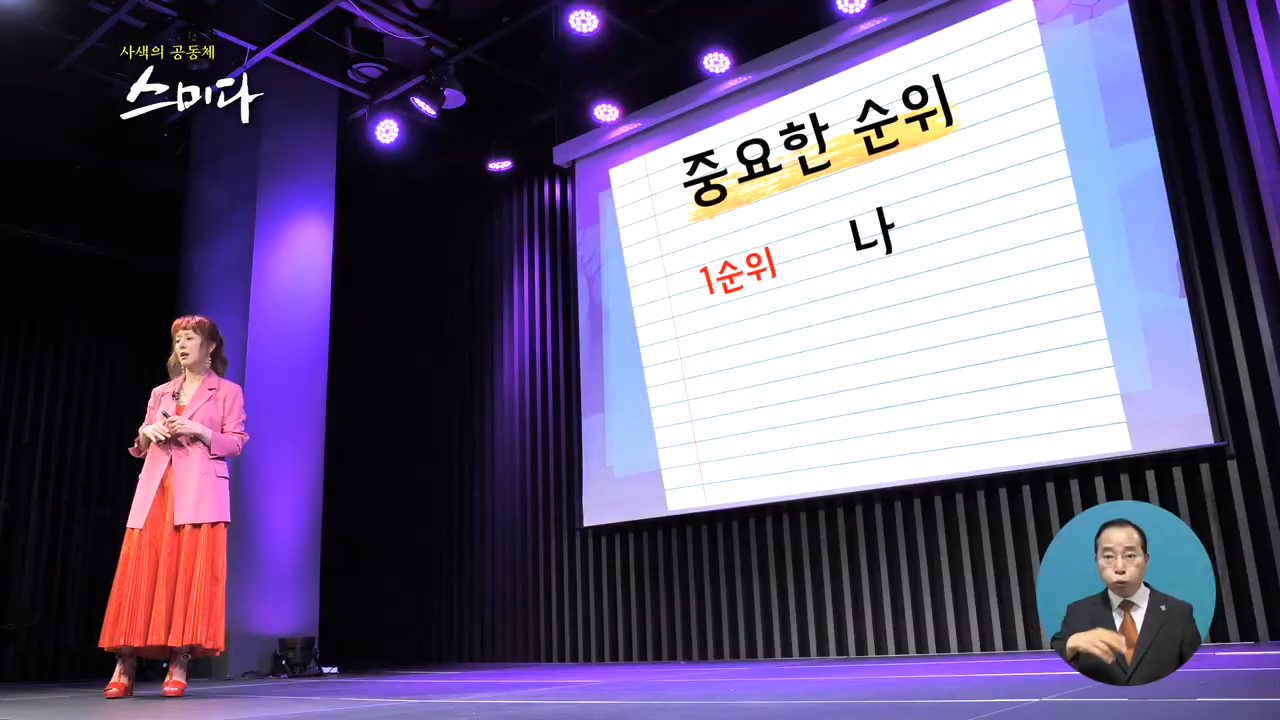 사색의 공동체
스미다
중요한 순위
1순위 나